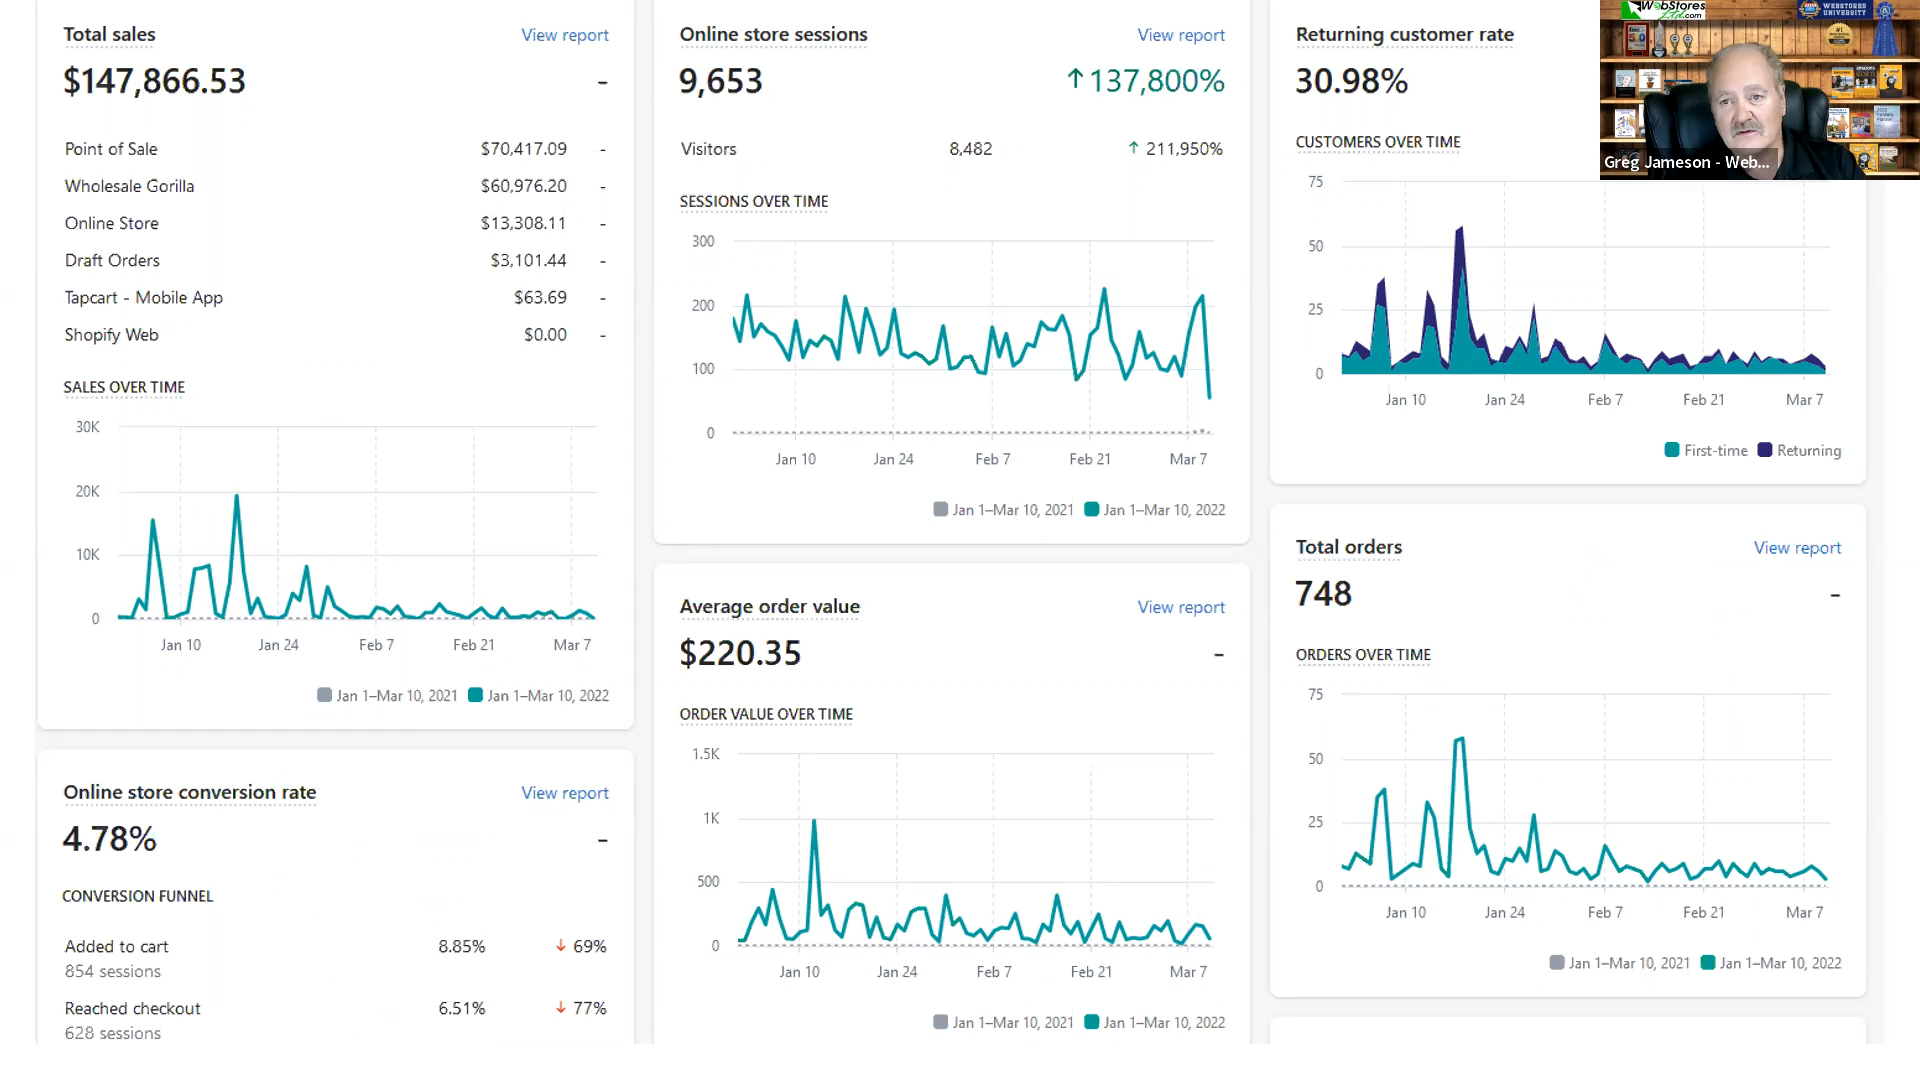 Total sales
View report
$147,866.53
-
Point of Sale $70,417.09 -
Wholesale Gorilla $60,976.20 -
Online Store $13,308.11 -
Draft Orders $3,101.44 -
Tapcart - Mobile App $63.69 -
Shopify Web $0.00 -
SALES OVER TIME
30K
20K
10K
0
Jan 10 Jan 24 Feb 7 Feb 21 Mar 7
Jan 1–Mar 10, 2021 Jan 1–Mar 10, 2022
Online store conversion rate
View report
4.78%
-
CONVERSION FUNNEL
Added to cart 8.85% ↓ 69%
854 sessions
Reached checkout 6.51% ↓ 77%
628 sessions
Online store sessions
View report
9,653
↑137,800%
Visitors 8,482 ↑ 211,950%
SESSIONS OVER TIME
300
200
100
0
Jan 10 Jan 24 Feb 7 Feb 21 Mar 7
Jan 1–Mar 10, 2021 Jan 1–Mar 10, 2022
Average order value
View report
$220.35
-
ORDER VALUE OVER TIME
1.5K
1K
500
0
Jan 10 Jan 24 Feb 7 Feb 21 Mar 7
Jan 1–Mar 10, 2021 Jan 1–Mar 10, 2022
Returning customer rate
30.98%
CUSTOMERS OVER TIME
75
50
25
0
Jan 10 Jan 24 Feb 7 Feb 21 Mar 7
First-time Returning
Total orders
View report
748
-
ORDERS OVER TIME
75
50
25
0
Jan 10 Jan 24 Feb 7 Feb 21 Mar 7
Jan 1–Mar 10, 2021 Jan 1–Mar 10, 2022
WebStores
Ltd.com
WEBSTORES
UNIVERSITY
Inc.
5.0
#1
Greg Jameson - Web...